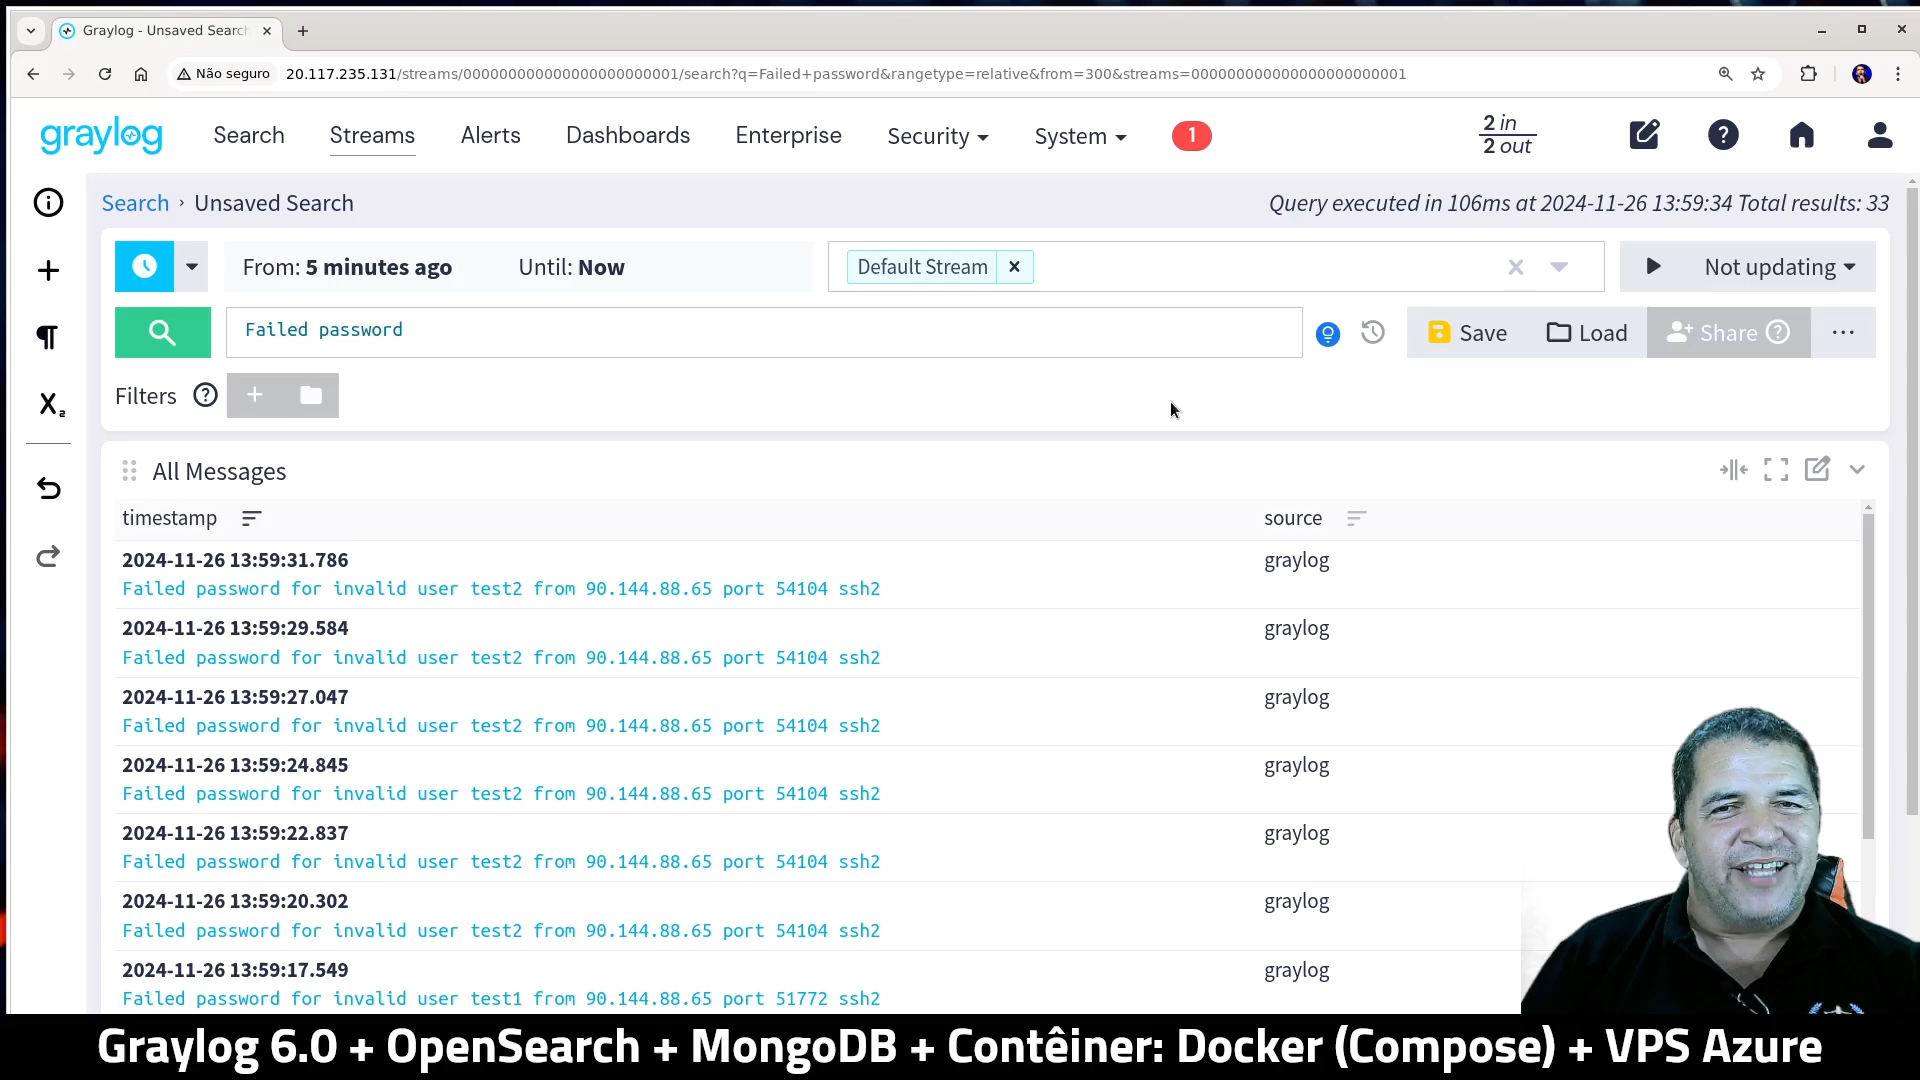 Graylog - Unsaved Searc
Não seguro
20.117.235.131/streams/000000000000000000000001/search?q=Failed+password&rangetype=relative&from=300&streams=000000000000000000000001
graylog
Search
Streams
Alerts
Dashboards
Enterprise
Security
System
1
2 in
2 out
Search › Unsaved Search
Query executed in 106ms at 2024-11-26 13:59:34 Total results: 33
From: 5 minutes ago
Until: Now
Default Stream
Not updating
Failed password
Save
Load
Share
Filters
All Messages
timestamp
source
2024-11-26 13:59:31.786
graylog
Failed password for invalid user test2 from 90.144.88.65 port 54104 ssh2
2024-11-26 13:59:29.584
graylog
Failed password for invalid user test2 from 90.144.88.65 port 54104 ssh2
2024-11-26 13:59:27.047
graylog
Failed password for invalid user test2 from 90.144.88.65 port 54104 ssh2
2024-11-26 13:59:24.845
graylog
Failed password for invalid user test2 from 90.144.88.65 port 54104 ssh2
2024-11-26 13:59:22.837
graylog
Failed password for invalid user test2 from 90.144.88.65 port 54104 ssh2
2024-11-26 13:59:20.302
graylog
Failed password for invalid user test2 from 90.144.88.65 port 54104 ssh2
2024-11-26 13:59:17.549
graylog
Failed password for invalid user test1 from 90.144.88.65 port 51772 ssh2
Graylog 6.0 + OpenSearch + MongoDB + Contêiner: Docker (Compose) + VPS Azure